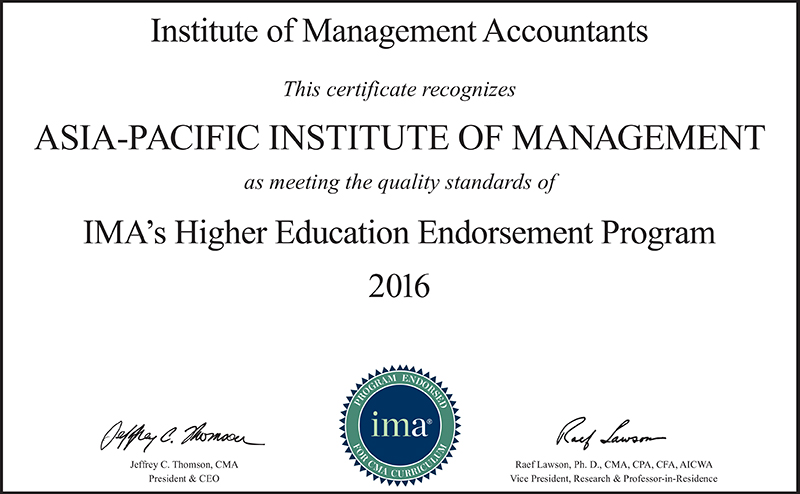 Institute of Management Accountants
This certificate recognizes
ASIA-PACIFIC INSTITUTE OF MANAGEMENT
as meeting the quality standards of
IMA’s Higher Education Endorsement Program
2016
PROGRAM ENDORSED
ima®
FOR CMA CURRICULUM
Jeffrey C. Thomson
Jeffrey C. Thomson, CMA
President & CEO
Raef Lawson
Raef Lawson, Ph. D., CMA, CPA, CFA, AICWA
Vice President, Research & Professor-in-Residence